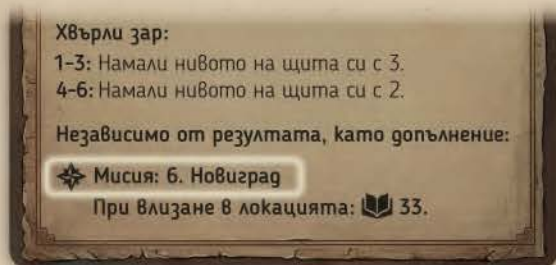 Хвърли зар:
1-3: Намали нивото на щита си с 3.
4-6: Намали нивото на щита си с 2.
Независимо от резултата, като допълнение:
Мисия: 6. Новиград
При влизане в локацията: 33.